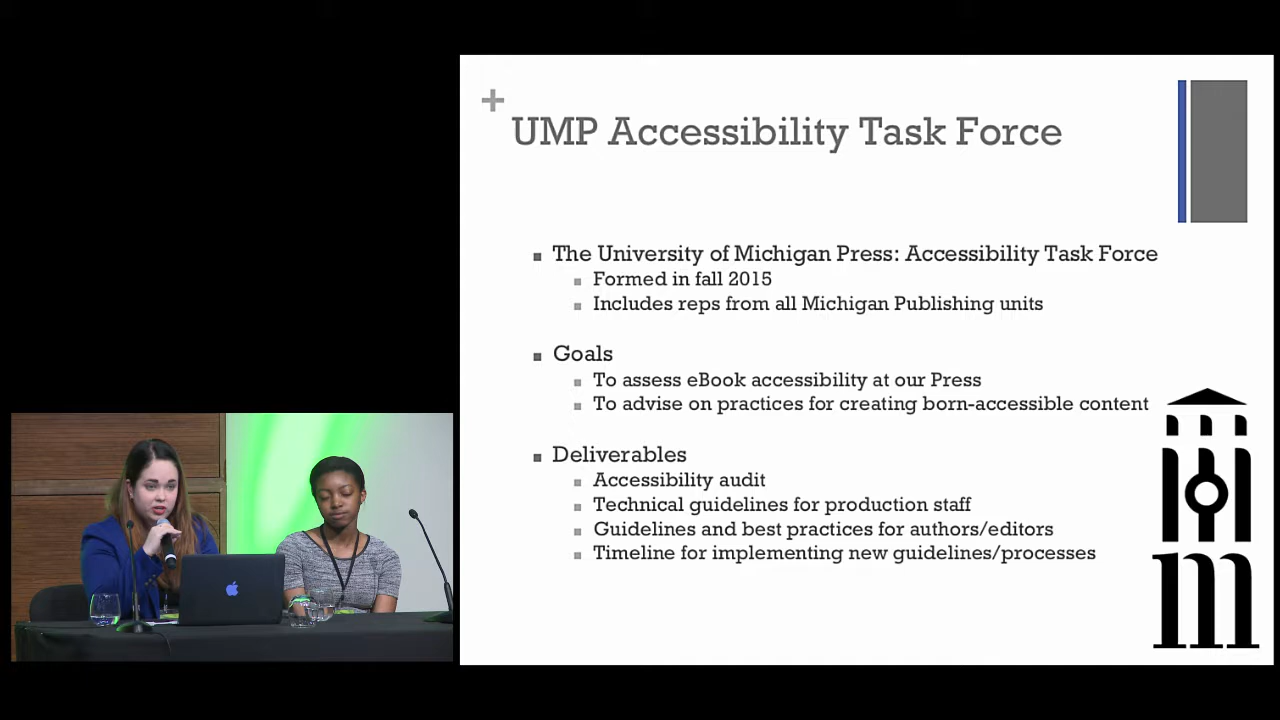 +
UMP Accessibility Task Force
The University of Michigan Press: Accessibility Task Force
Formed in fall 2015
Includes reps from all Michigan Publishing units
Goals
To assess eBook accessibility at our Press
To advise on practices for creating born-accessible content
Deliverables
Accessibility audit
Technical guidelines for production staff
Guidelines and best practices for authors/editors
Timeline for implementing new guidelines/processes
m